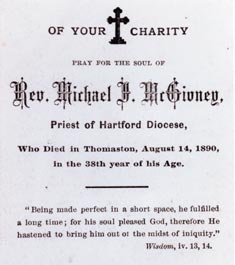 OF YOUR CHARITY
PRAY FOR THE SOUL OF
Rev. Michael J. McGivney,
Priest of Hartford Diocese,
Who Died in Thomaston, August 14, 1890,
in the 38th year of his Age.
"Being made perfect in a short space, he fulfilled
a long time; for his soul pleased God, therefore He
hastened to bring him out of the midst of iniquity."
Wisdom, iv. 13, 14.